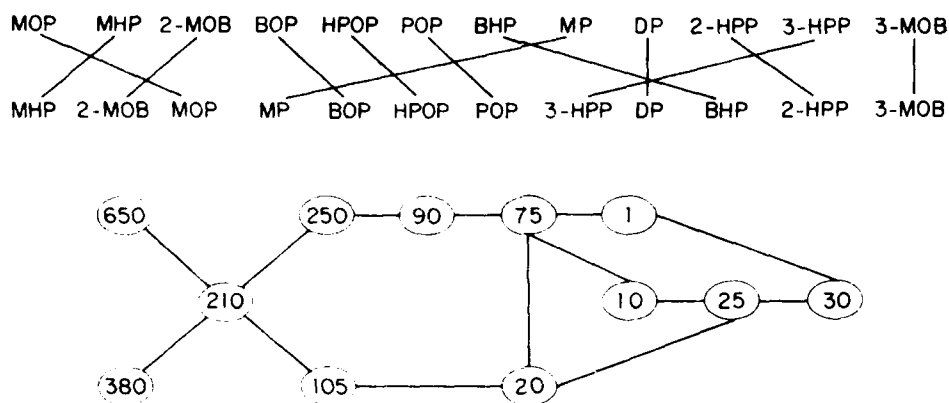 MOP MHP 2-MOB BOP HPOP POP BHP MP DP 2-HPP 3-HPP 3-MOB
MHP 2-MOB MOP MP BOP HPOP POP 3-HPP DP BHP 2-HPP 3-MOB
650 250 90 75 1
210 10 25 30
380 105 20